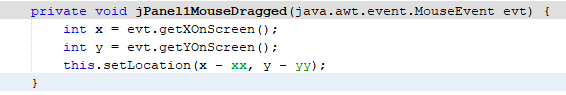 private void jPanel1MouseDragged(java.awt.event.MouseEvent evt) {
int x = evt.getXOnScreen();
int y = evt.getYOnScreen();
this.setLocation(x - xx, y - yy);
}